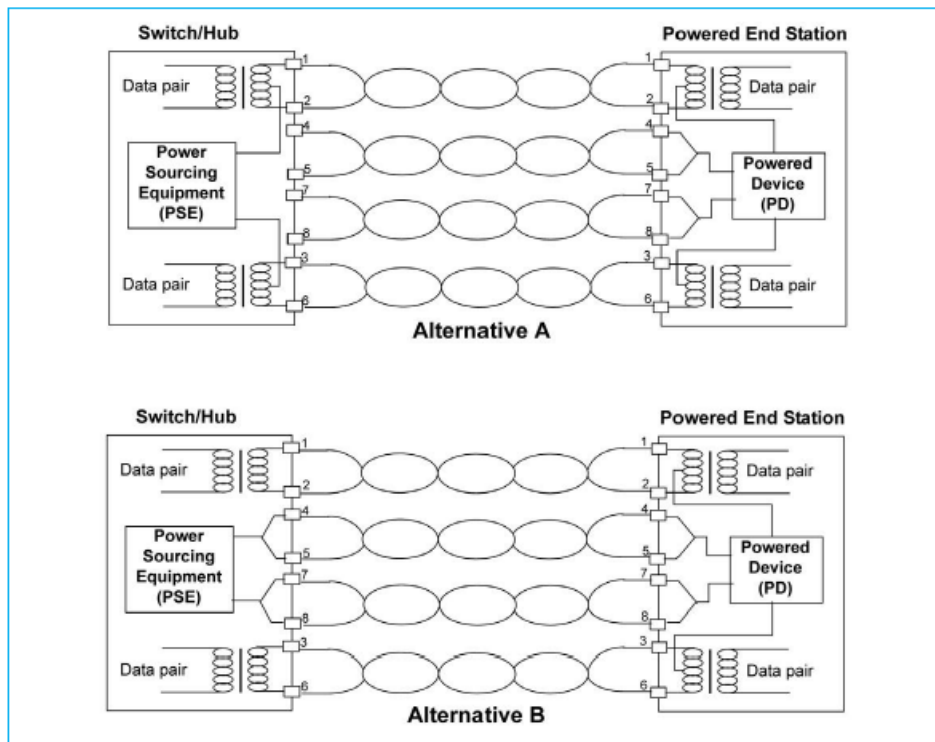 Switch/Hub
Powered End Station
1
1
Data pair
Data pair
2
2
4
4
Power
Sourcing
Equipment
(PSE)
5
5
Powered
Device
(PD)
7
7
8
8
3
3
Data pair
Data pair
6
6
Alternative A
Switch/Hub
Powered End Station
1
1
Data pair
Data pair
2
2
4
4
Power
Sourcing
Equipment
(PSE)
5
5
Powered
Device
(PD)
7
7
8
8
3
3
Data pair
Data pair
6
6
Alternative B